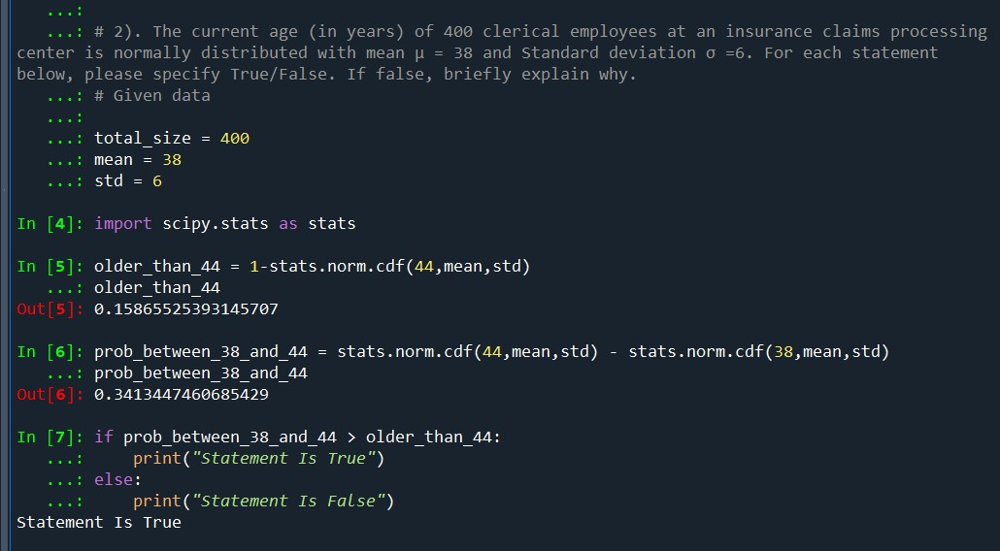 ...:
...: # 2). The current age (in years) of 400 clerical employees at an insurance claims processing
center is normally distributed with mean μ = 38 and Standard deviation σ =6. For each statement
below, please specify True/False. If false, briefly explain why.
...: # Given data
...:
...: total_size = 400
...: mean = 38
...: std = 6
In [4]: import scipy.stats as stats
In [5]: older_than_44 = 1-stats.norm.cdf(44,mean,std)
...: older_than_44
Out[5]: 0.15865525393145707
In [6]: prob_between_38_and_44 = stats.norm.cdf(44,mean,std) - stats.norm.cdf(38,mean,std)
...: prob_between_38_and_44
Out[6]: 0.3413447460685429
In [7]: if prob_between_38_and_44 > older_than_44:
...:     print("Statement Is True")
...: else:
...:     print("Statement Is False")
Statement Is True